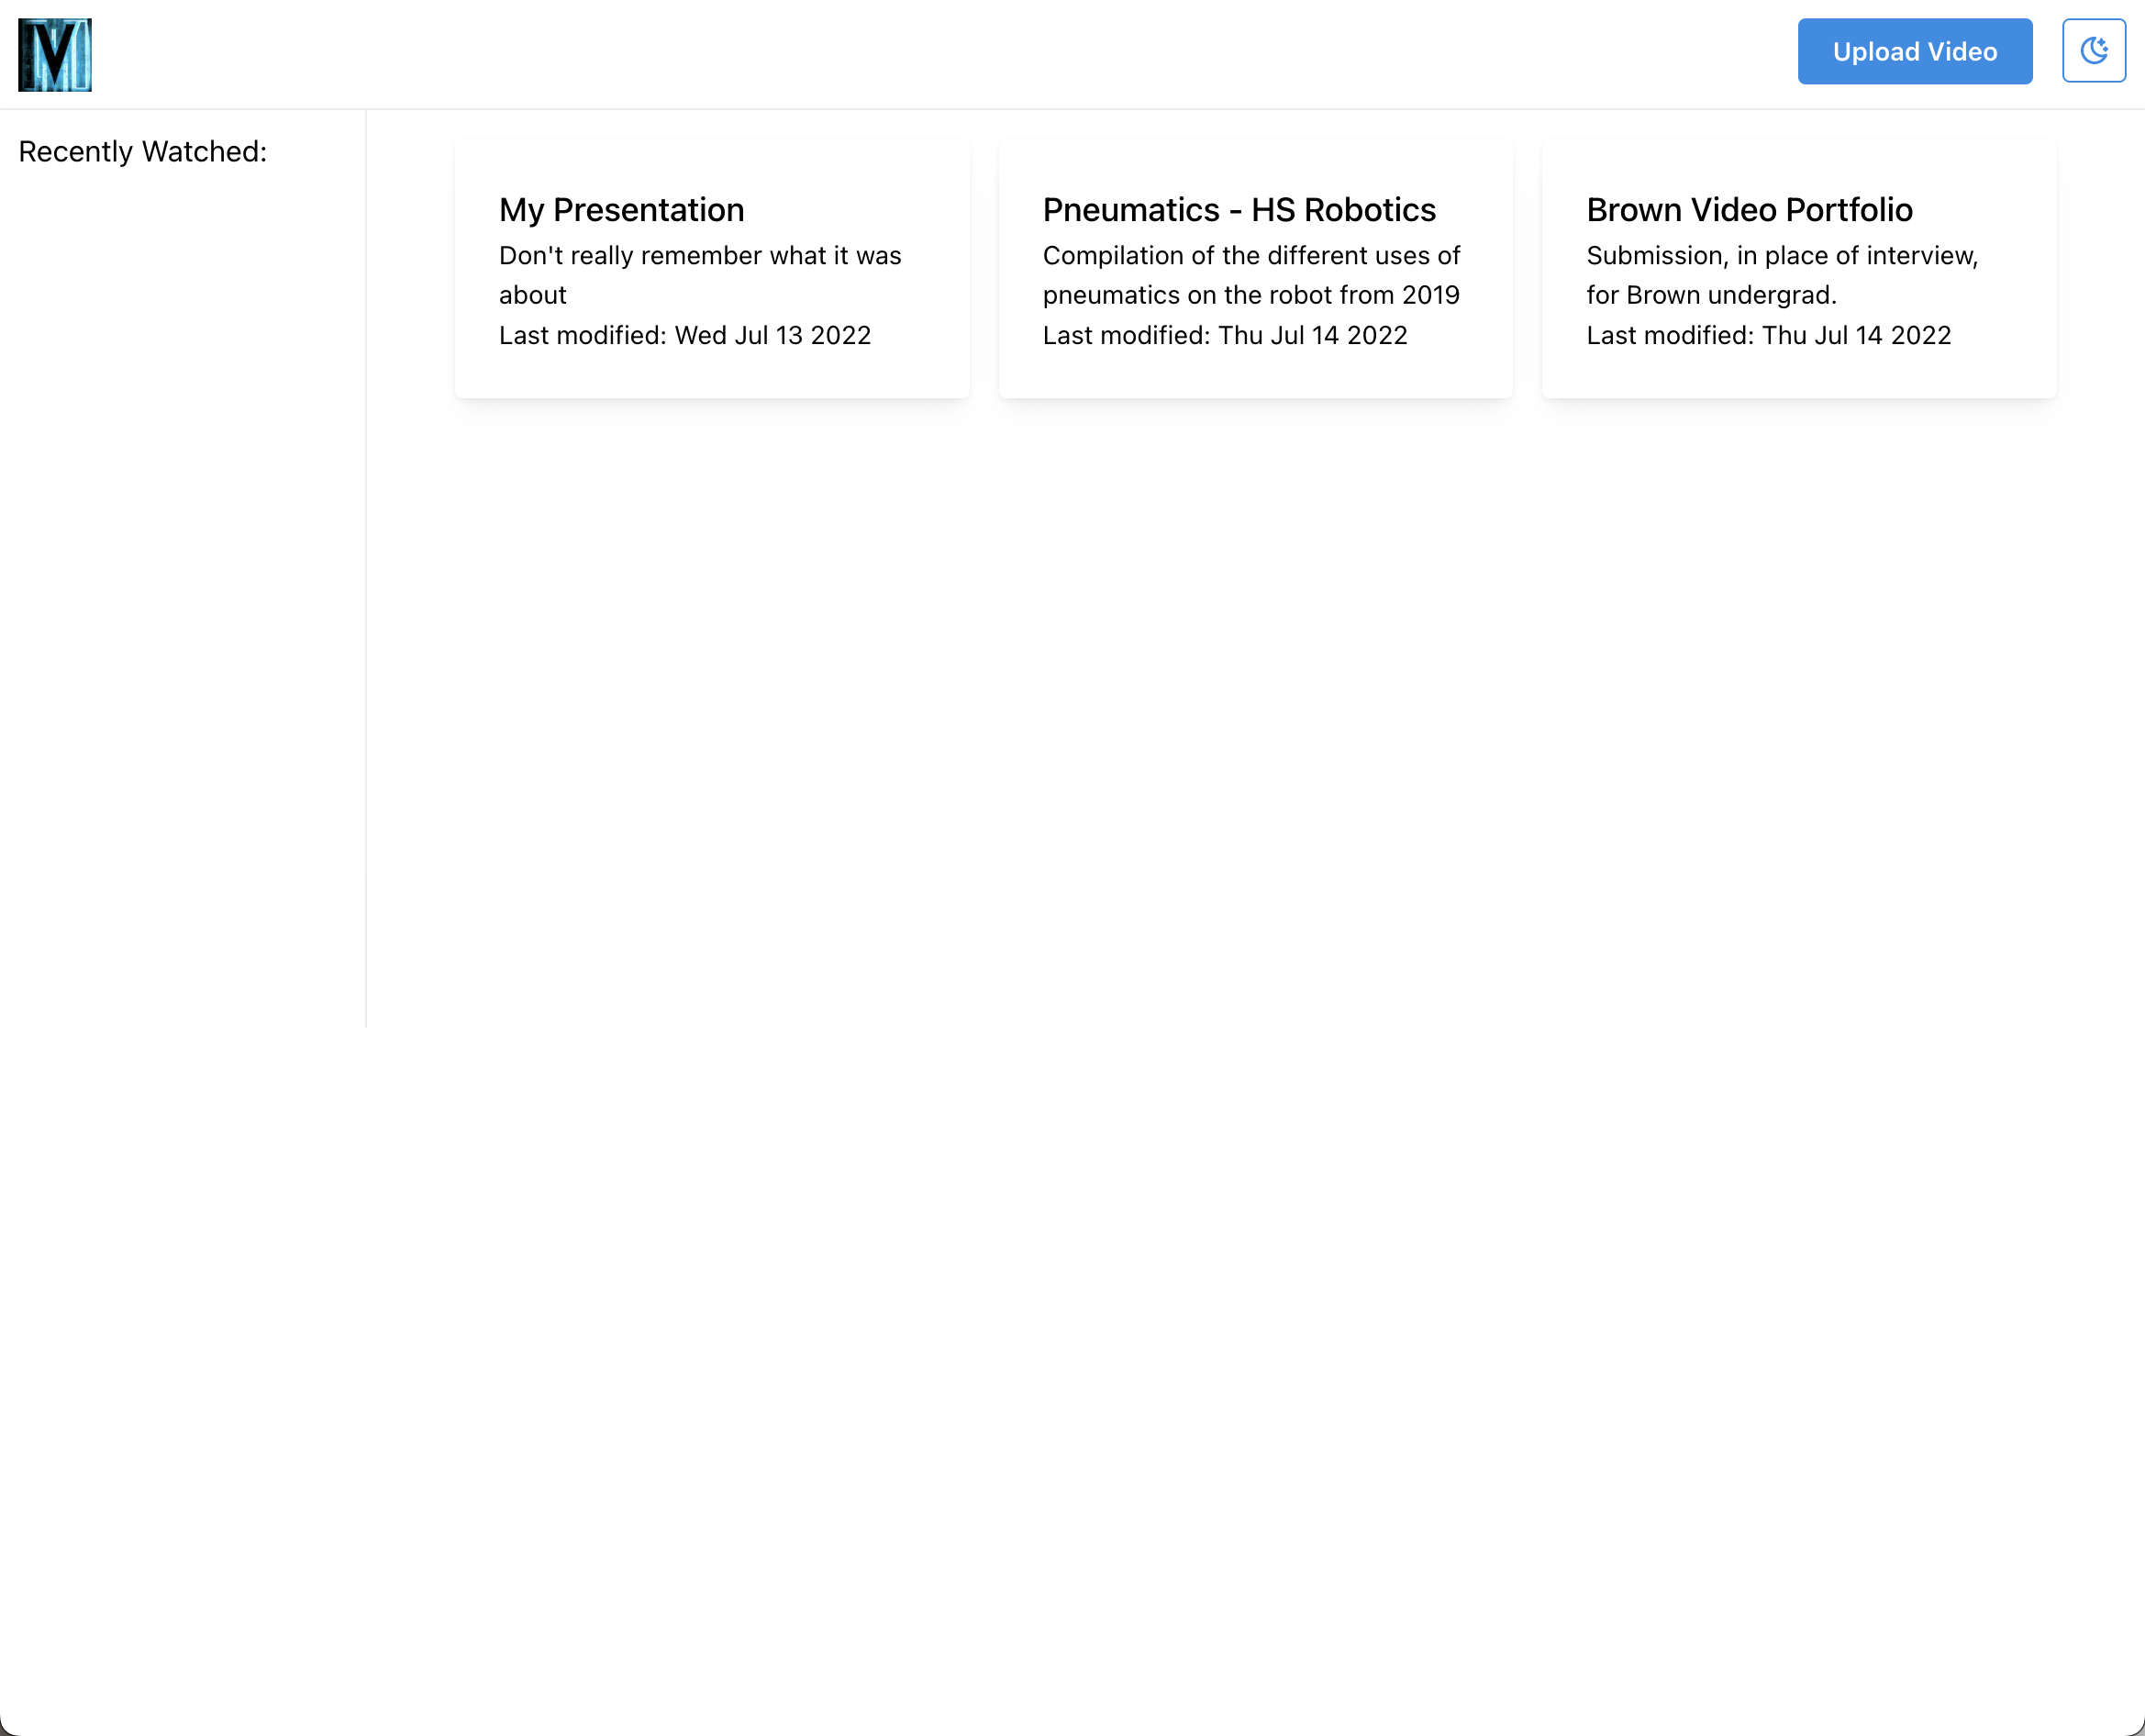 Upload Video
Recently Watched:
My Presentation
Don't really remember what it was
about
Last modified: Wed Jul 13 2022
Pneumatics - HS Robotics
Compilation of the different uses of
pneumatics on the robot from 2019
Last modified: Thu Jul 14 2022
Brown Video Portfolio
Submission, in place of interview,
for Brown undergrad.
Last modified: Thu Jul 14 2022